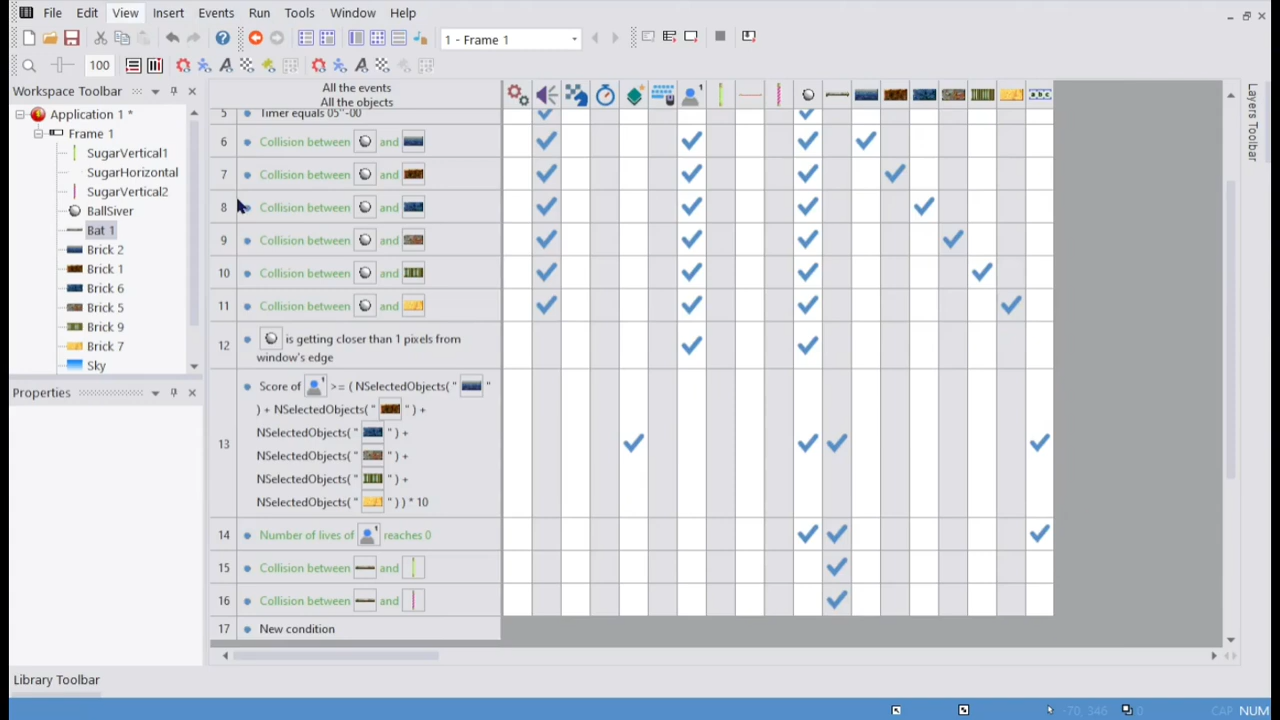 File Edit View Insert Events Run Tools Window Help
1 - Frame 1
100
Workspace Toolbar
All the events
All the objects
Application 1 *
Frame 1
SugarVertical1
SugarHorizontal
SugarVertical2
BallSiver
Bat 1
Brick 2
Brick 1
Brick 6
Brick 5
Brick 9
Brick 7
Sky
Properties
5 Timer equals 05"-00
6 Collision between and
7 Collision between and
8 Collision between and
9 Collision between and
10 Collision between and
11 Collision between and
12 is getting closer than 1 pixels from
window's edge
13 Score of >= ( NSelectedObjects( " "
) + NSelectedObjects( " " ) +
NSelectedObjects( " " ) +
NSelectedObjects( " " ) +
NSelectedObjects( " " ) +
NSelectedObjects( " " ) ) * 10
14 Number of lives of reaches 0
15 Collision between and
16 Collision between and
17 New condition
Layers Toolbar
Library Toolbar
-70, 346 0 CAP NUM